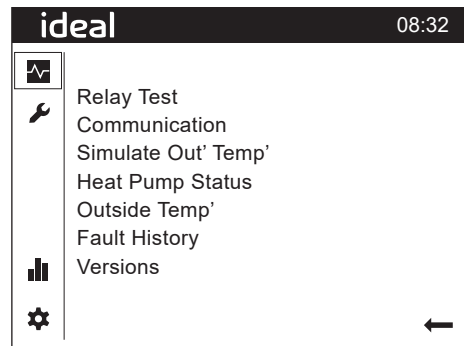 ideal
08:32
Relay Test
Communication
Simulate Out' Temp'
Heat Pump Status
Outside Temp'
Fault History
Versions